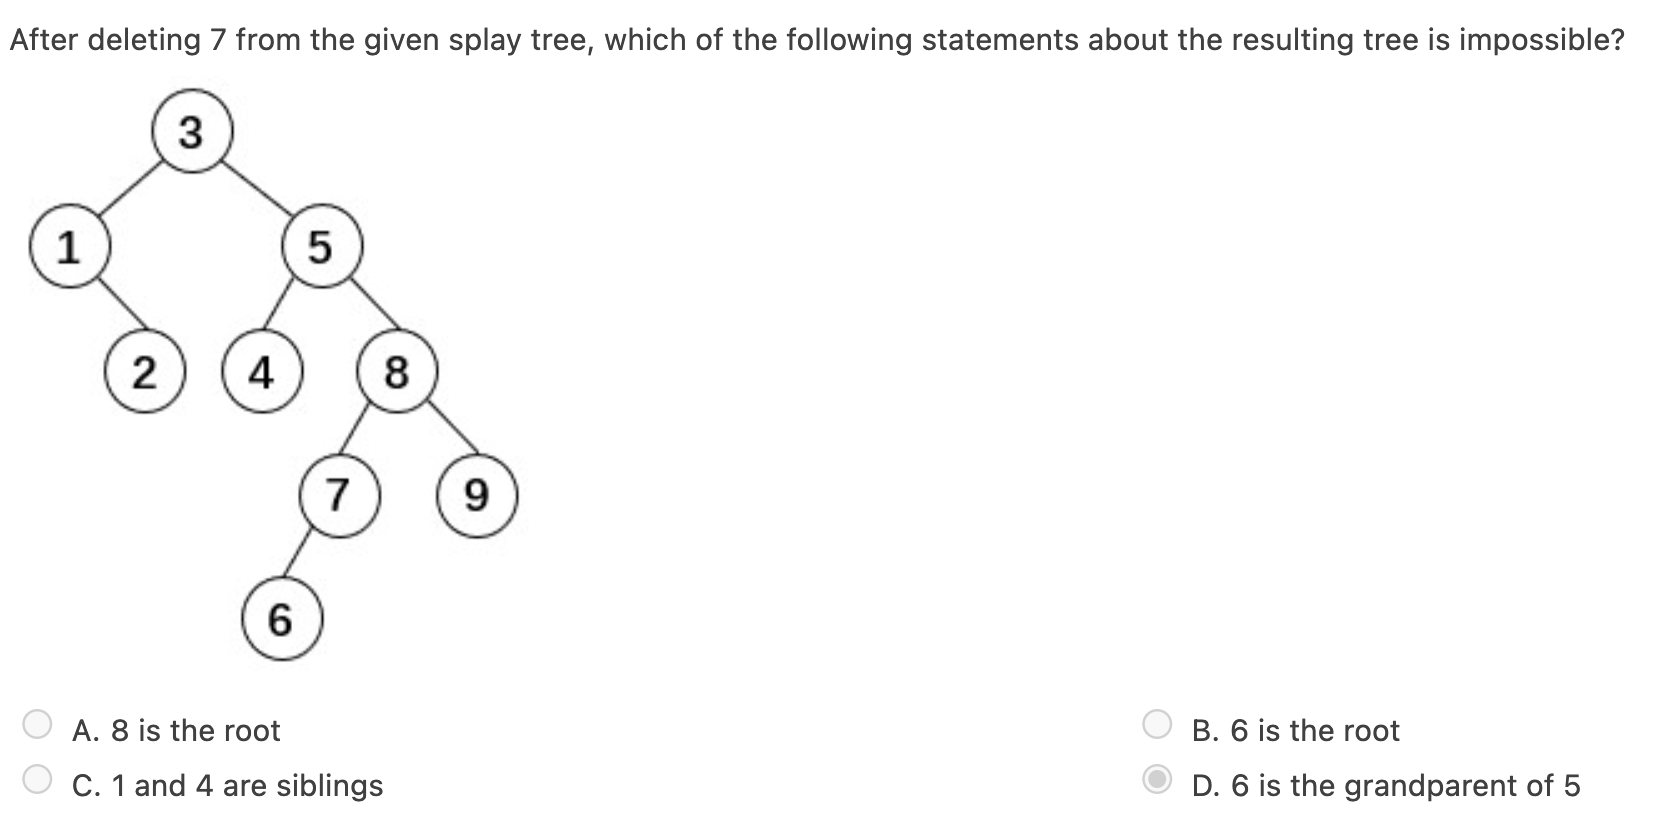 After deleting 7 from the given splay tree, which of the following statements about the resulting tree is impossible?
3
1 5
2 4 8
7 9
6
A. 8 is the root B. 6 is the root
C. 1 and 4 are siblings D. 6 is the grandparent of 5